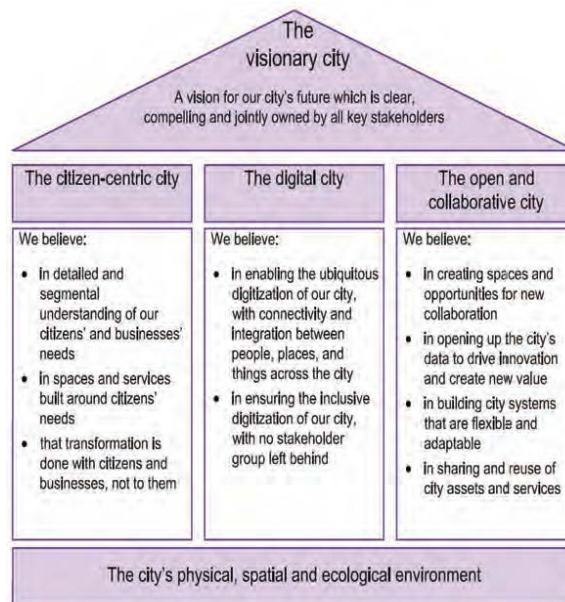 The
visionary city
A vision for our city's future which is clear,
compelling and jointly owned by all key stakeholders
The citizen-centric city
We believe:
• in detailed and
segmental
understanding of our
citizens' and businesses'
needs
• in spaces and services
built around citizens'
needs
• that transformation is
done with citizens and
businesses, not to them
The digital city
We believe:
• in enabling the ubiquitous
digitization of our city,
with connectivity and
integration between
people, places, and
things across the city
• in ensuring the inclusive
digitization of our city,
with no stakeholder
group left behind
The open and
collaborative city
We believe:
• in creating spaces and
opportunities for new
collaboration
• in opening up the city's
data to drive innovation
and create new value
• in building city systems
that are flexible and
adaptable
• in sharing and reuse of
city assets and services
The city's physical, spatial and ecological environment